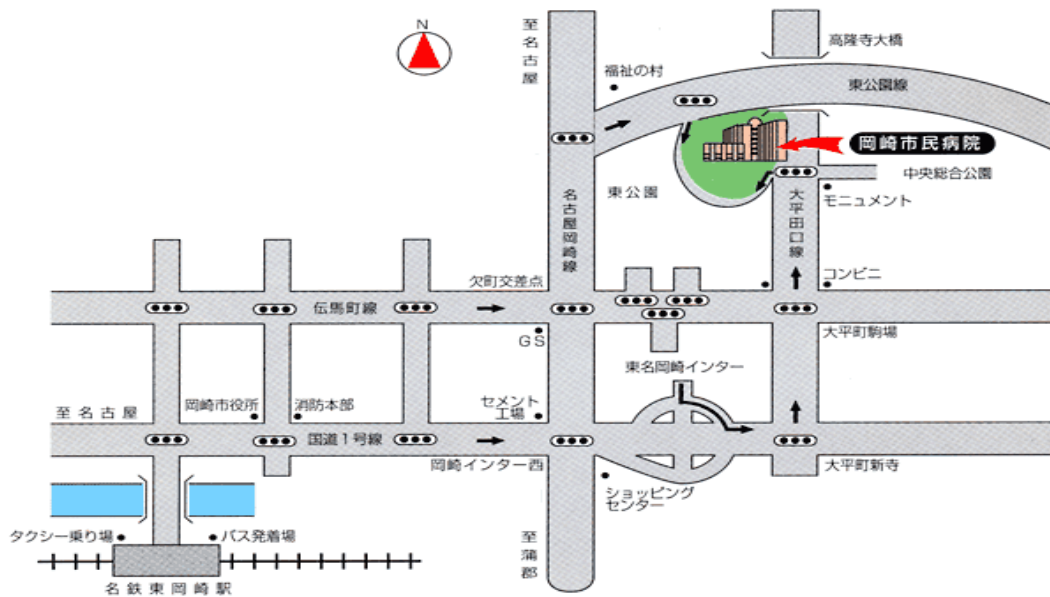 N
至名古屋
高隆寺大橋
福祉の村
東公園線
岡崎市民病院
中央総合公園
東公園
モニュメント
名古屋岡崎線
大平田口線
欠町交差点
コンビニ
伝馬町線
GS
大平町駒場
東名岡崎インター
至名古屋
岡崎市役所
消防本部
セメント
工場
国道1号線
岡崎インター西
大平町新寺
ショッピング
センター
タクシー乗り場
バス発着場
至蒲郡
名鉄東岡崎駅